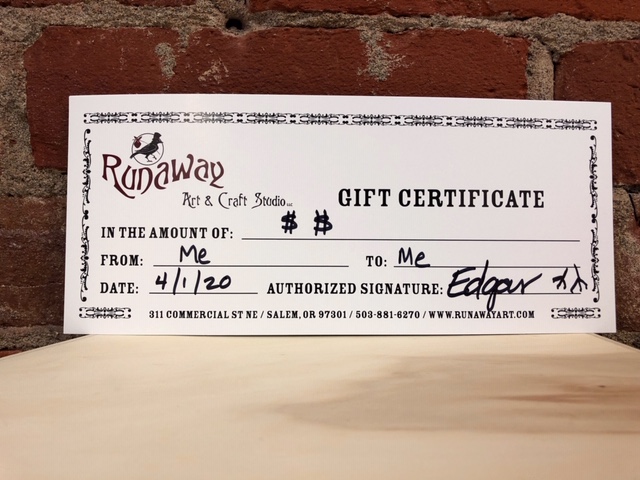 Runaway
Art & Craft Studio LLC
GIFT CERTIFICATE
IN THE AMOUNT OF: $ $
FROM: Me TO: Me
DATE: 4/1/20 AUTHORIZED SIGNATURE: Edgar
311 COMMERCIAL ST NE / SALEM, OR 97301 / 503-881-6270 / WWW.RUNAWAYART.COM